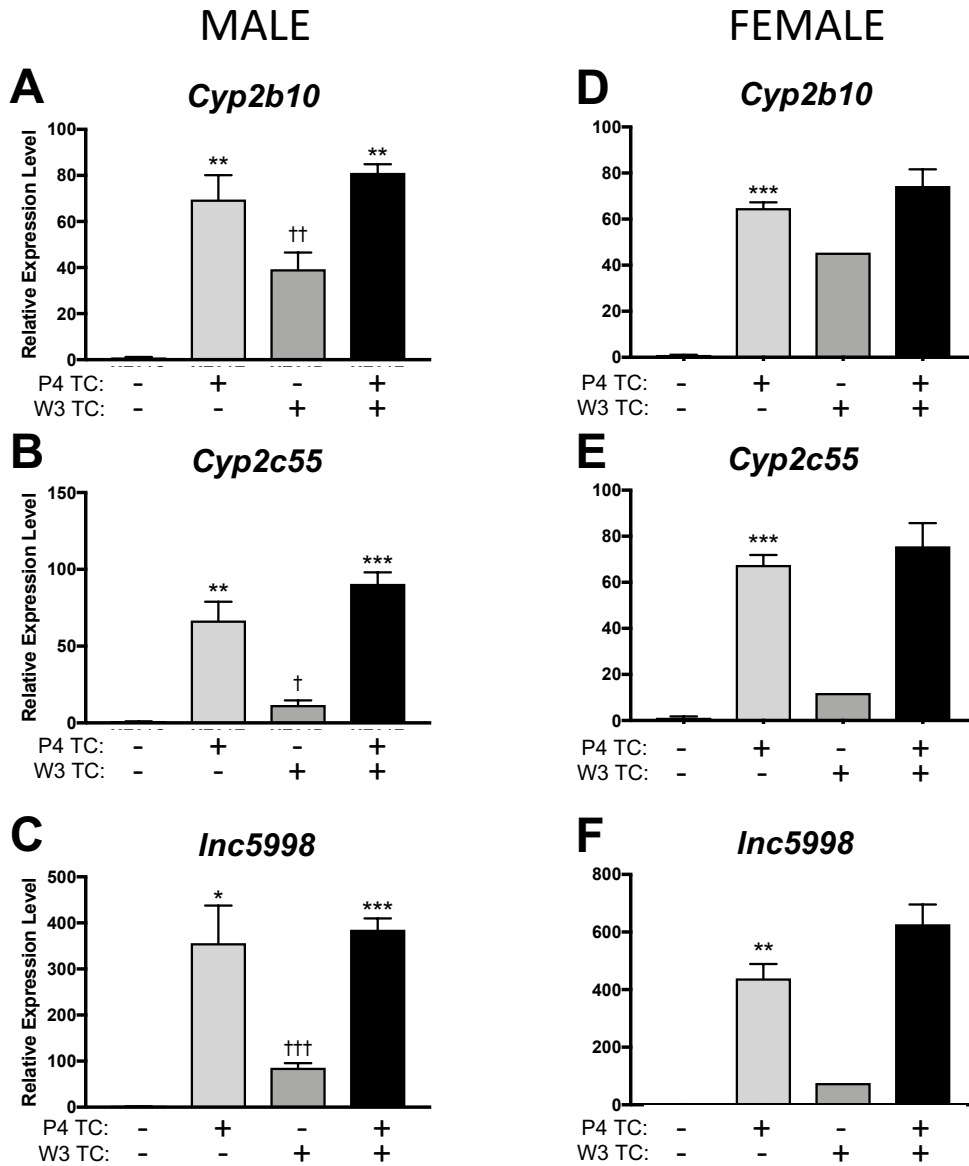 MALE
FEMALE
A
Cyp2b10
Relative Expression Level
100
80
60
40
20
0
**
††
**
P4 TC: - + - +
W3 TC: - - + +
B
Cyp2c55
Relative Expression Level
150
100
50
0
**
†
***
P4 TC: - + - +
W3 TC: - - + +
C
lnc5998
Relative Expression Level
500
400
300
200
100
0
*
†††
***
P4 TC: - + - +
W3 TC: - - + +
D
Cyp2b10
100
80
60
40
20
0
***
P4 TC: - + - +
W3 TC: - - + +
E
Cyp2c55
100
80
60
40
20
0
***
P4 TC: - + - +
W3 TC: - - + +
F
lnc5998
800
600
400
200
0
**
P4 TC: - + - +
W3 TC: - - + +